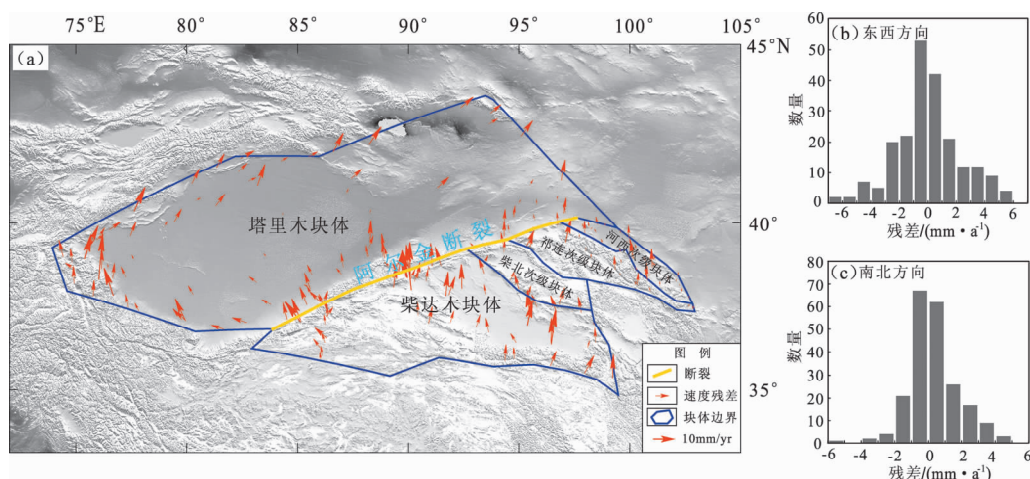 75°E 80 85 90 95 100 105
(a)
45°N
40°
35°
塔里木块体
阿尔金断裂
柴达木块体
柴北次级块体
祁连次级块体
河西次级块体
图 例
断裂
速度残差
块体边界
10mm/yr
(b)东西方向
数量
60
50
40
30
20
10
0
-6 -4 -2 0 2 4 6
残差/(mm·a⁻¹)
(c)南北方向
数量
80
70
60
50
40
30
20
10
0
-6 -4 -2 0 2 4 6
残差/(mm·a⁻¹)